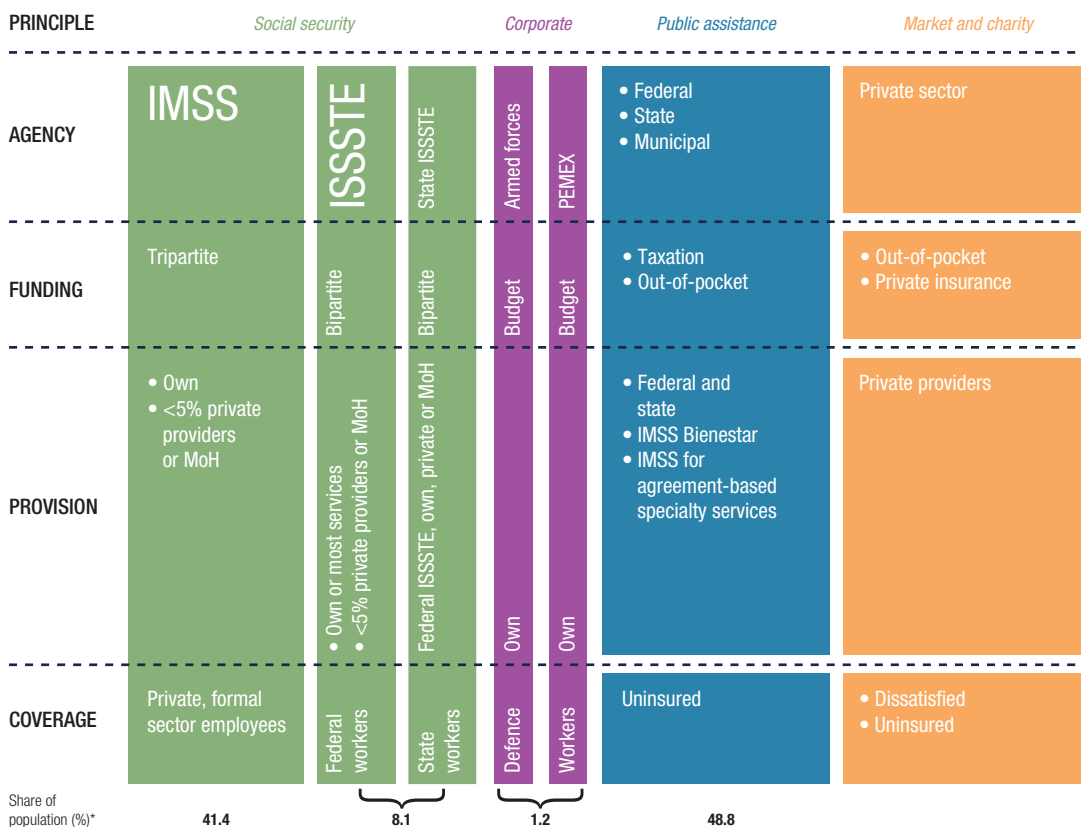 PRINCIPLE
Social security
Corporate
Public assistance
Market and charity
AGENCY
IMSS
ISSSTE
State ISSSTE
Armed forces
PEMEX
• Federal
• State
• Municipal
Private sector
FUNDING
Tripartite
Bipartite
Bipartite
Budget
Budget
• Taxation
• Out-of-pocket
• Out-of-pocket
• Private insurance
PROVISION
• Own
• <5% private
providers
or MoH
• Own or most services
• <5% private providers or MoH
Federal ISSSTE, own, private or MoH
Own
Own
• Federal and
state
• IMSS Bienestar
• IMSS for
agreement-based
specialty services
Private providers
COVERAGE
Private, formal
sector employees
Federal
workers
State
workers
Defence
Workers
Uninsured
• Dissatisfied
• Uninsured
Share of
population (%)*
41.4
8.1
1.2
48.8